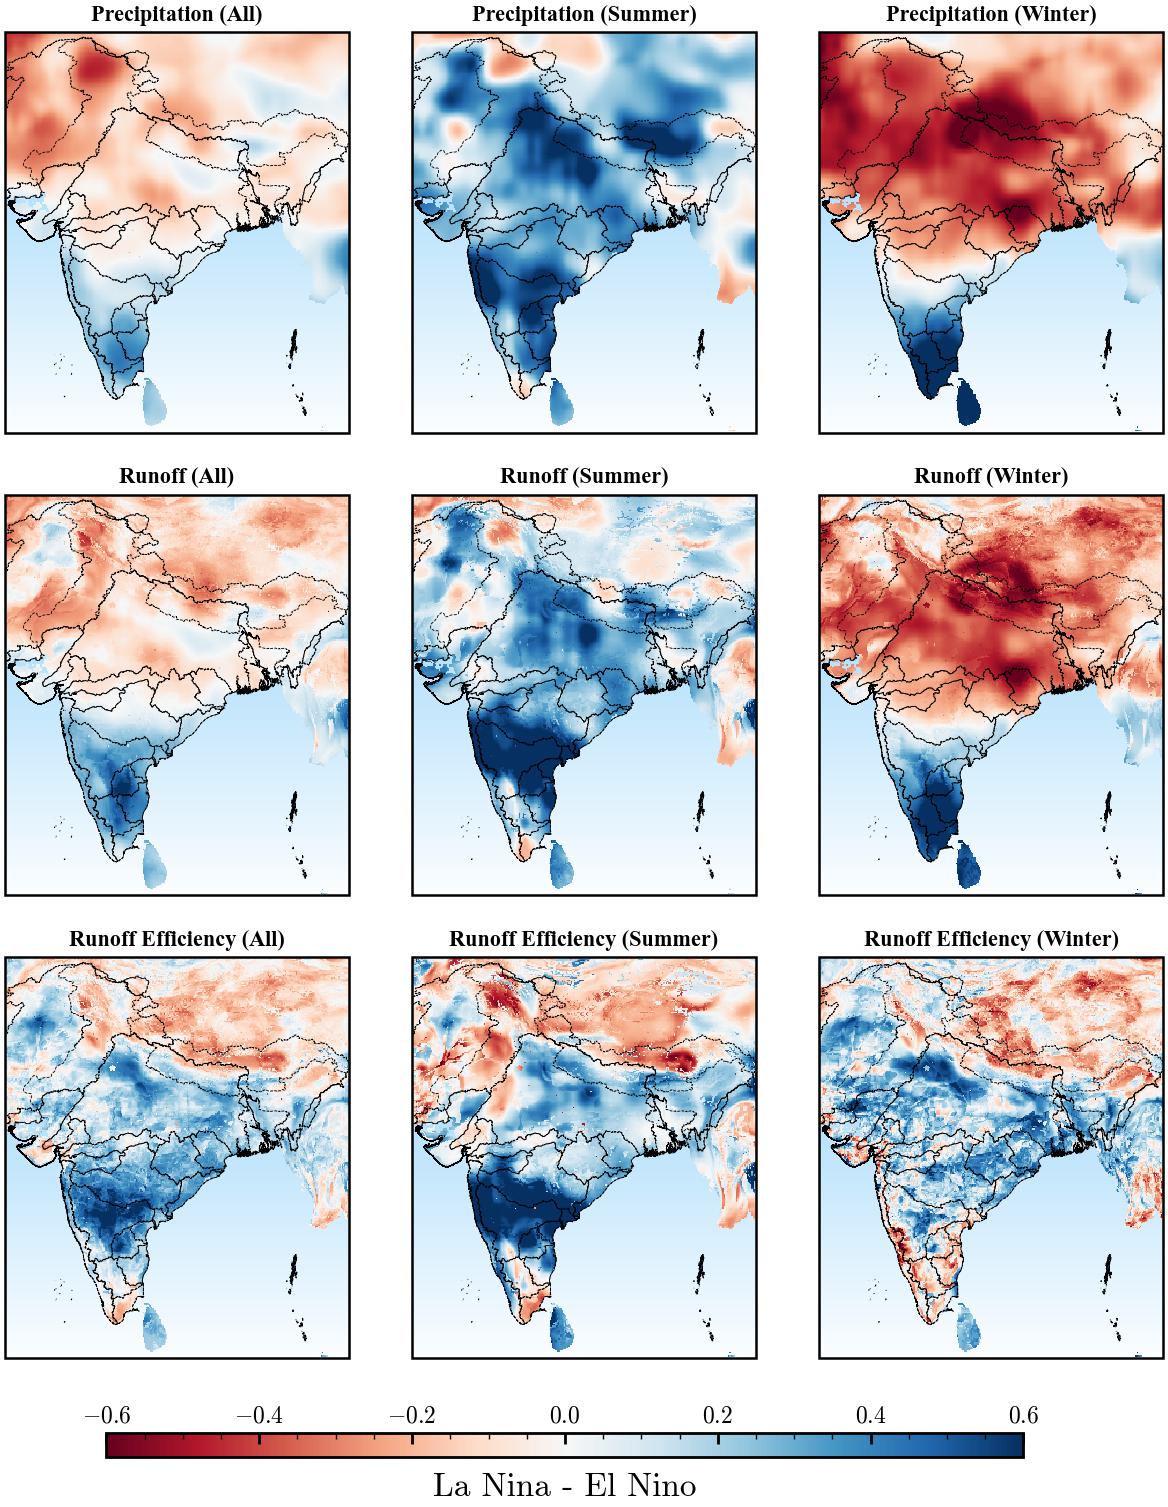 Precipitation (All) Precipitation (Summer) Precipitation (Winter)
Runoff (All) Runoff (Summer) Runoff (Winter)
Runoff Efficiency (All) Runoff Efficiency (Summer) Runoff Efficiency (Winter)
−0.6 −0.4 −0.2 0.0 0.2 0.4 0.6
La Nina - El Nino